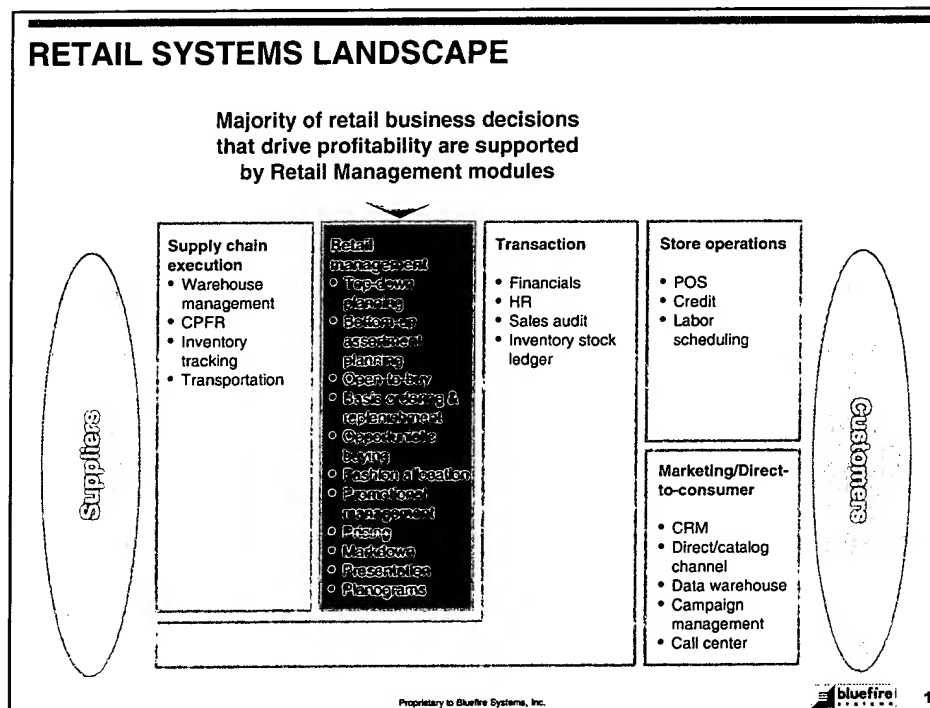 RETAIL SYSTEMS LANDSCAPE
Majority of retail business decisions
that drive profitability are supported
by Retail Management modules
Suppliers
Supply chain
execution
• Warehouse
management
• CPFR
• Inventory
tracking
• Transportation
Retail
management
○ Top-down
planning
○ Bottom-up
assortment
planning
○ Open-to-buy
○ Basic ordering &
replenishment
○ Opportunistic
buying
○ Fashion allocation
○ Promotional
management
○ Pricing
○ Markdown
○ Presentation
○ Planograms
Transaction
• Financials
• HR
• Sales audit
• Inventory stock
ledger
Store operations
• POS
• Credit
• Labor
scheduling
Marketing/Direct-
to-consumer
• CRM
• Direct/catalog
channel
• Data warehouse
• Campaign
management
• Call center
Customers
Proprietary to Bluefire Systems, Inc.
bluefire
systems
1